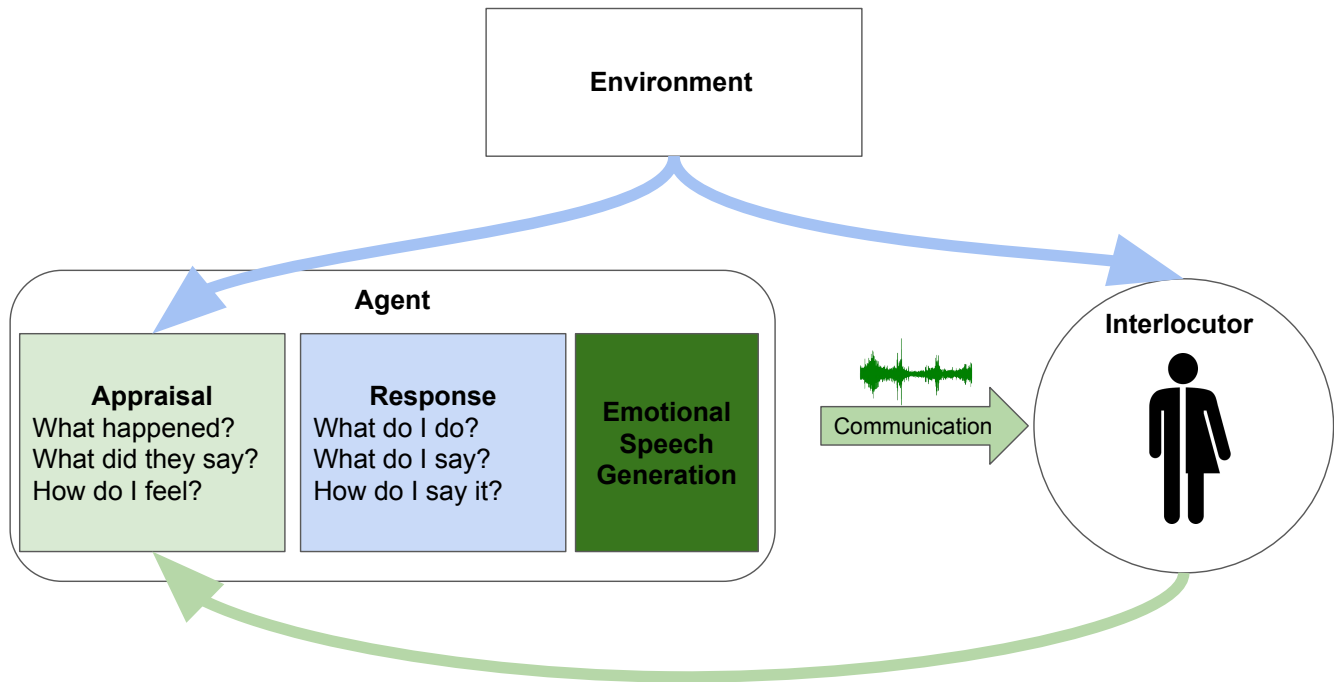 Environment
Agent
Appraisal
What happened?
What did they say?
How do I feel?
Response
What do I do?
What do I say?
How do I say it?
Emotional
Speech
Generation
Communication
Interlocutor